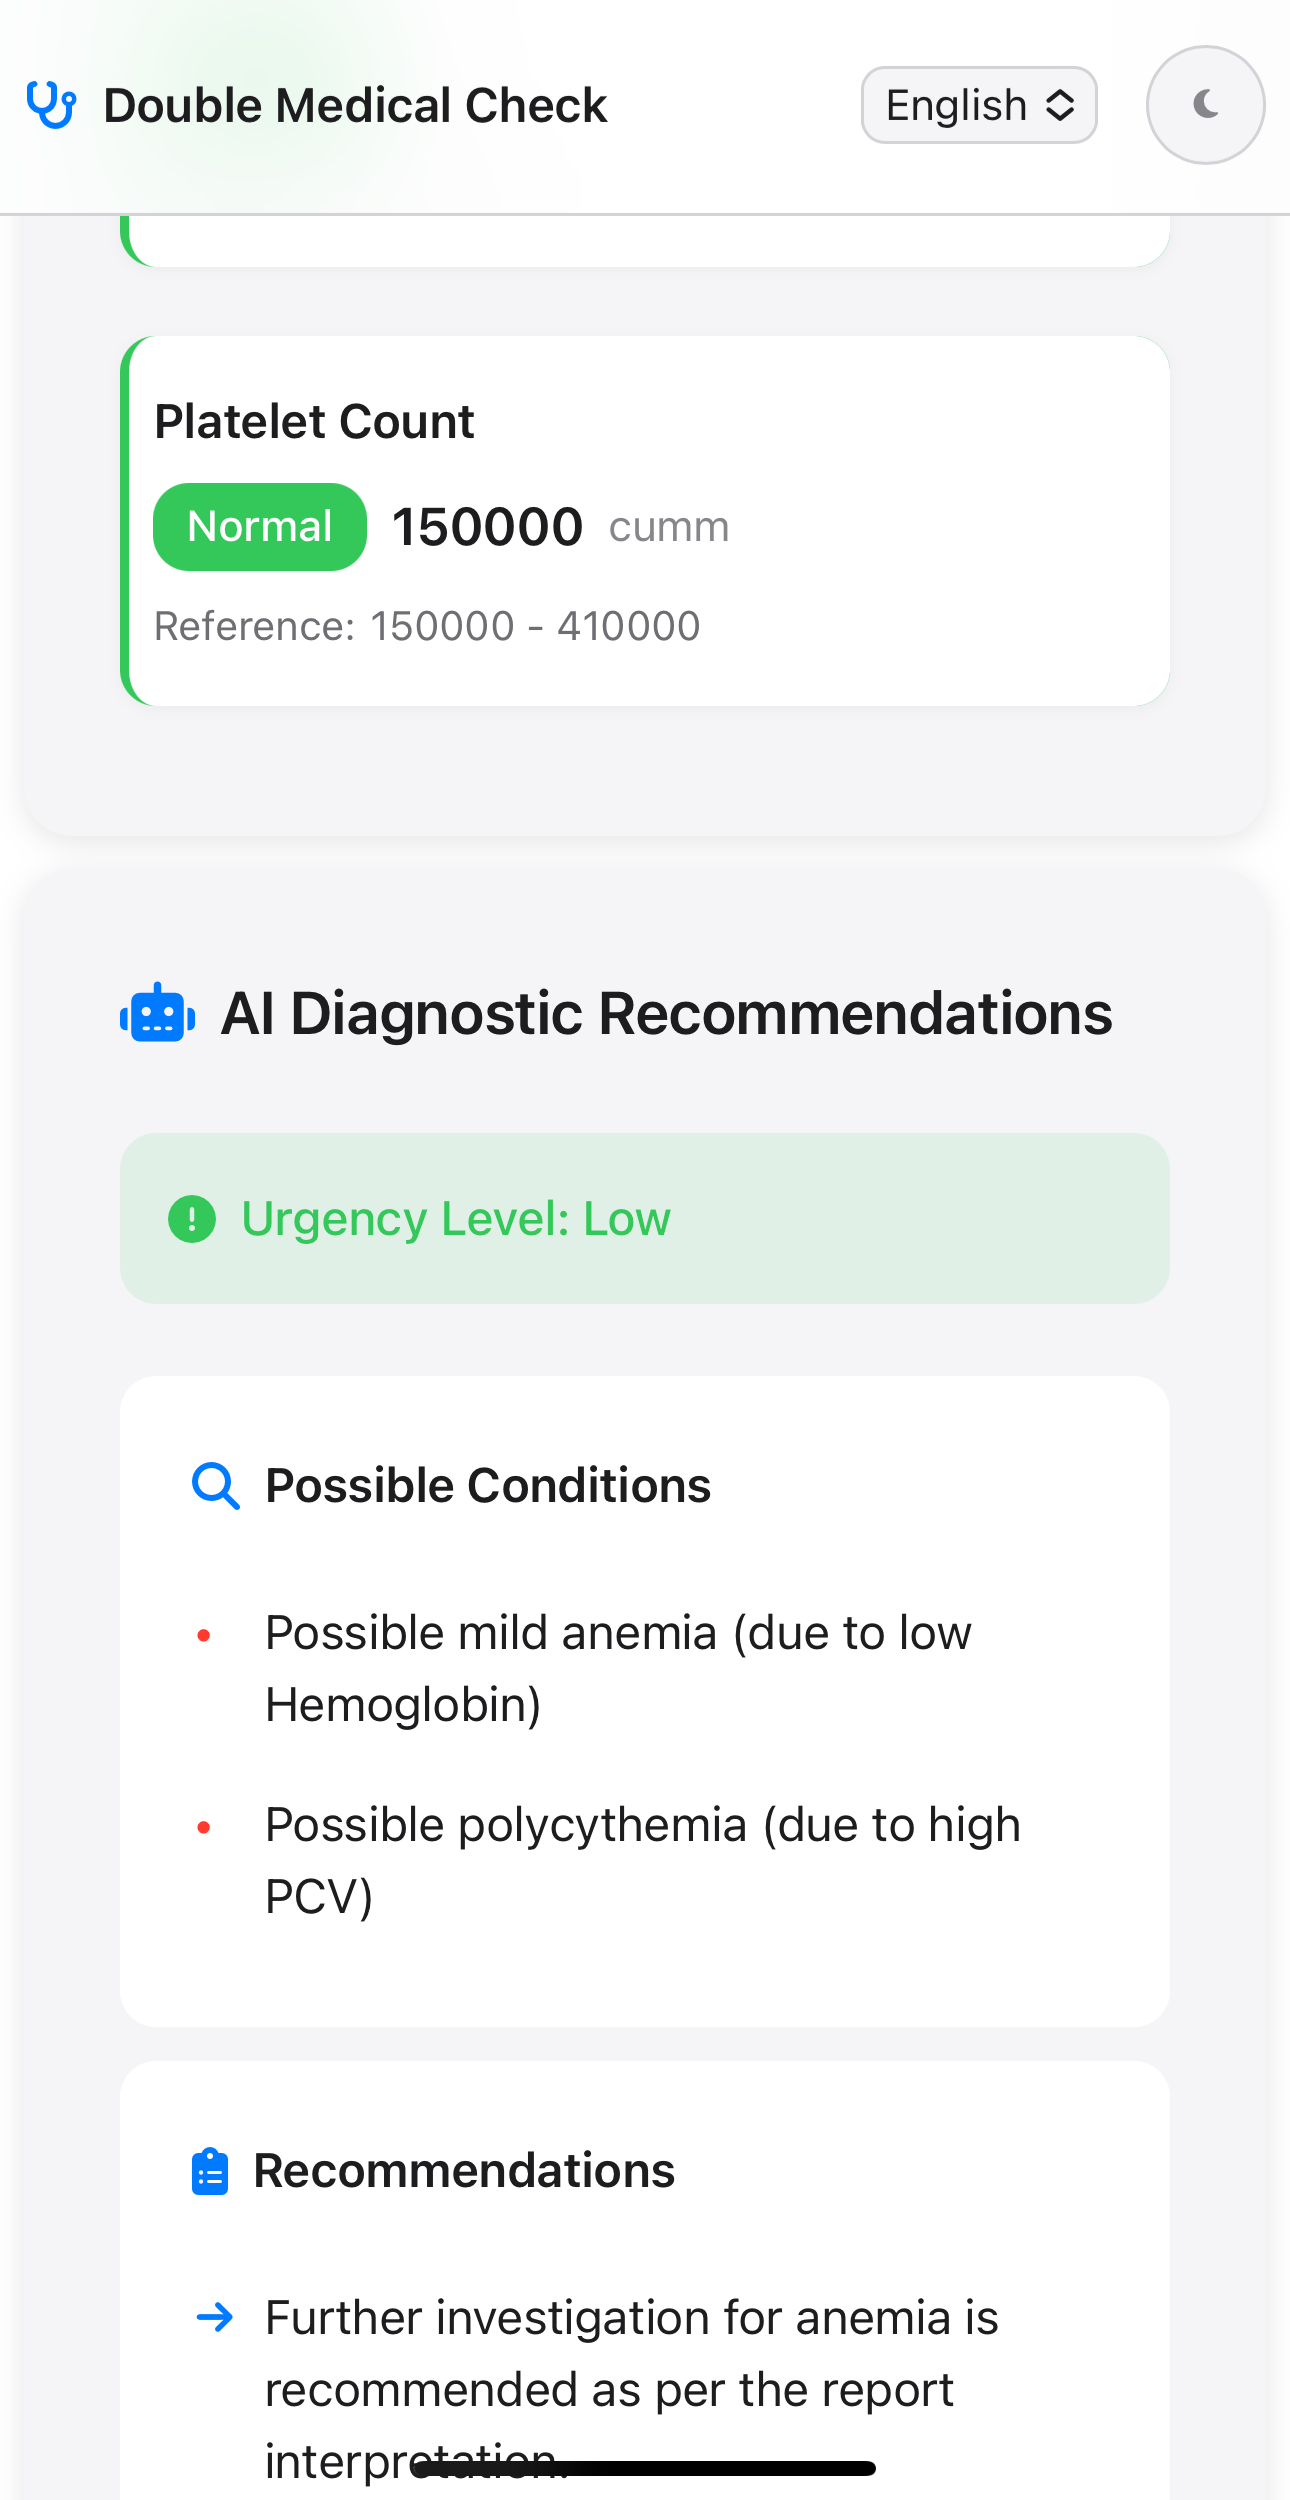 Double Medical Check
English
Platelet Count
Normal 150000 cumm
Reference: 150000 - 410000
AI Diagnostic Recommendations
Urgency Level: Low
Possible Conditions
• Possible mild anemia (due to low
Hemoglobin)
• Possible polycythemia (due to high
PCV)
Recommendations
→ Further investigation for anemia is
recommended as per the report
interpretation.